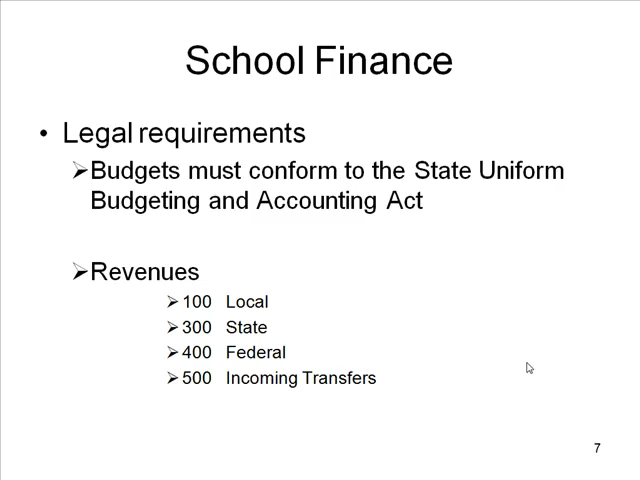 School Finance
• Legal requirements
➢Budgets must conform to the State Uniform
Budgeting and Accounting Act
➢Revenues
➢100 Local
➢300 State
➢400 Federal
➢500 Incoming Transfers
7